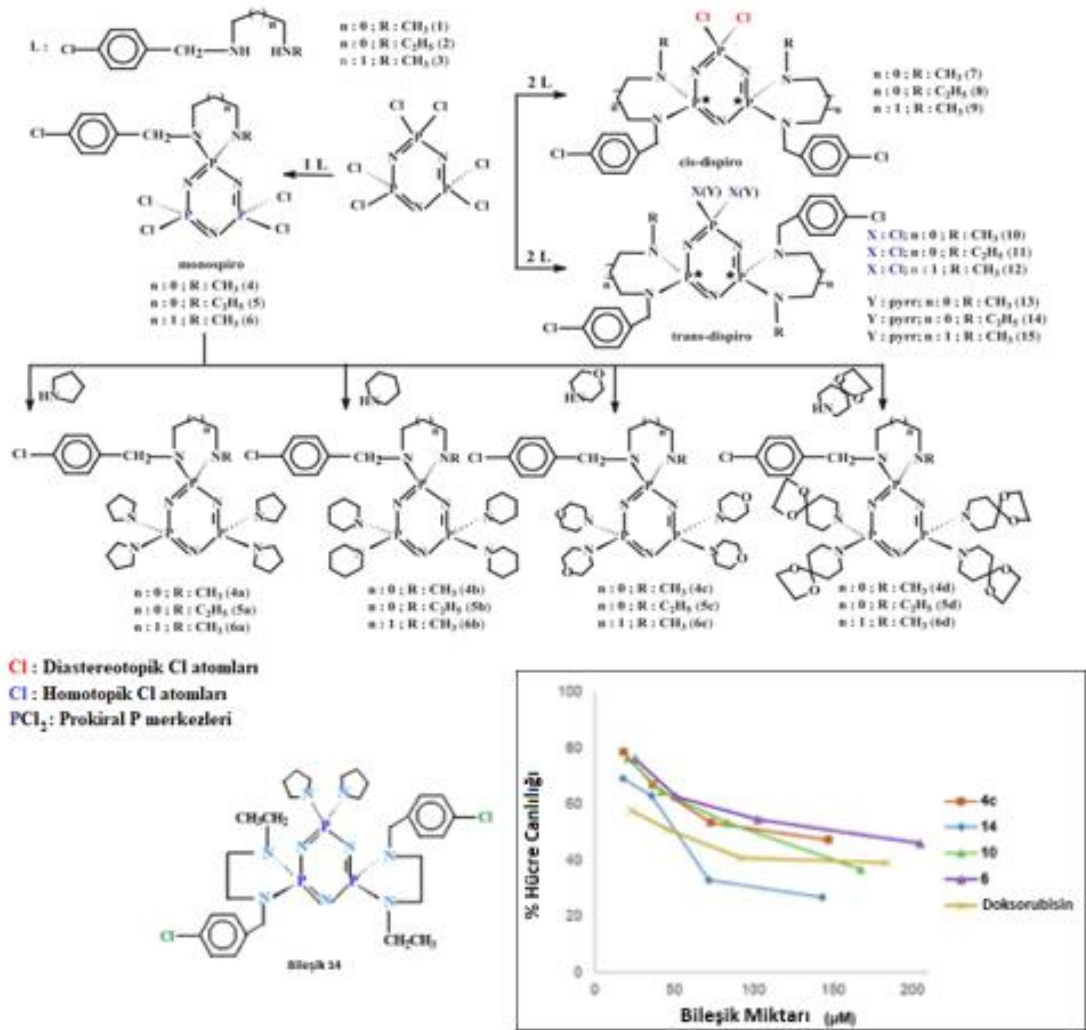 L : Cl CH₂ NH HNR
n : 0 ; R : CH₃ (1)
n : 0 ; R : C₂H₅ (2)
n : 1 ; R : CH₃ (3)
monospiro
n : 0 ; R : CH₃ (4)
n : 0 ; R : C₂H₅ (5)
n : 1 ; R : CH₃ (6)
1 L
2 L
cis-dispiro
n : 0 ; R : CH₃ (7)
n : 0 ; R : C₂H₅ (8)
n : 1 ; R : CH₃ (9)
2 L
X(Y) X(Y)
trans-dispiro
X : Cl; n : 0 ; R : CH₃ (10)
X : Cl; n : 0 ; R : C₂H₅ (11)
X : Cl; n : 1 ; R : CH₃ (12)
Y : pyrr; n : 0 ; R : CH₃ (13)
Y : pyrr; n : 0 ; R : C₂H₅ (14)
Y : pyrr; n : 1 ; R : CH₃ (15)
n : 0 ; R : CH₃ (4a)
n : 0 ; R : C₂H₅ (5a)
n : 1 ; R : CH₃ (6a)
n : 0 ; R : CH₃ (4b)
n : 0 ; R : C₂H₅ (5b)
n : 1 ; R : CH₃ (6b)
n : 0 ; R : CH₃ (4c)
n : 0 ; R : C₂H₅ (5c)
n : 1 ; R : CH₃ (6c)
n : 0 ; R : CH₃ (4d)
n : 0 ; R : C₂H₅ (5d)
n : 1 ; R : CH₃ (6d)
Cl : Diastereotopik Cl atomları
Cl : Homotopik Cl atomları
PCl₂ : Prokiral P merkezleri
CH₃CH₂
CH₂CH₃
Bileşik 14
% Hücre Canlılığı
100
80
60
40
20
0
0 50 100 150 200
Bileşik Miktarı (µM)
4c
14
10
6
Doksorubisin